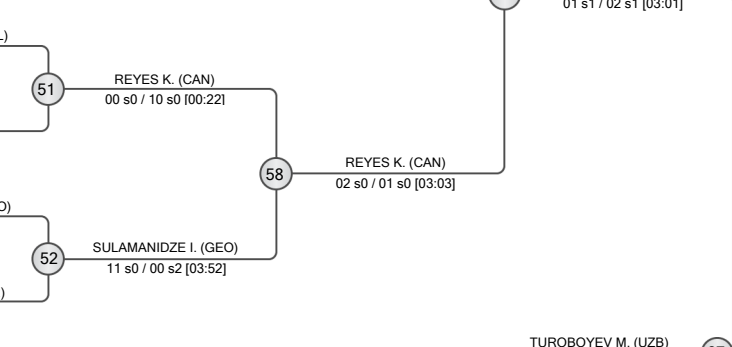 01 s1 / 02 s1 [03:01]
L)
51
REYES K. (CAN)
00 s0 / 10 s0 [00:22]
58
REYES K. (CAN)
02 s0 / 01 s0 [03:03]
O)
52
SULAMANIDZE I. (GEO)
11 s0 / 00 s2 [03:52]
)
TUROBOYEV M. (UZB)